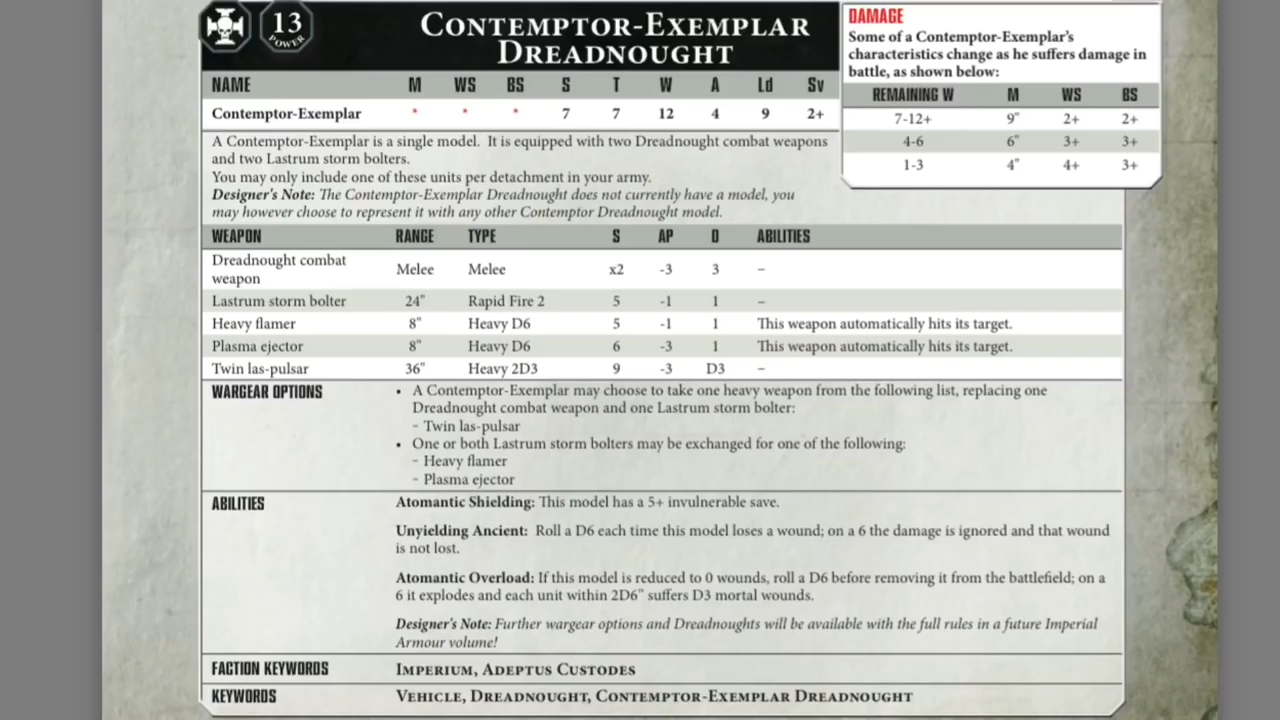 13
POWER
CONTEMPTOR-EXEMPLAR
DREADNOUGHT
DAMAGE
Some of a Contemptor-Exemplar's
characteristics change as he suffers damage in
battle, as shown below:
REMAINING W M WS BS
7-12+ 9" 2+ 2+
4-6 6" 3+ 3+
1-3 4" 4+ 3+
NAME M WS BS S T W A Ld Sv
Contemptor-Exemplar * * * 7 7 12 4 9 2+
A Contemptor-Exemplar is a single model. It is equipped with two Dreadnought combat weapons
and two Lastrum storm bolters.
You may only include one of these units per detachment in your army.
Designer's Note: The Contemptor-Exemplar Dreadnought does not currently have a model, you
may however choose to represent it with any other Contemptor Dreadnought model.
WEAPON RANGE TYPE S AP D ABILITIES
Dreadnought combat
weapon Melee Melee x2 -3 3 –
Lastrum storm bolter 24" Rapid Fire 2 5 -1 1 –
Heavy flamer 8" Heavy D6 5 -1 1 This weapon automatically hits its target.
Plasma ejector 8" Heavy D6 6 -3 1 This weapon automatically hits its target.
Twin las-pulsar 36" Heavy 2D3 9 -3 D3 –
WARGEAR OPTIONS • A Contemptor-Exemplar may choose to take one heavy weapon from the following list, replacing one
Dreadnought combat weapon and one Lastrum storm bolter:
- Twin las-pulsar
• One or both Lastrum storm bolters may be exchanged for one of the following:
- Heavy flamer
- Plasma ejector
ABILITIES Atomantic Shielding: This model has a 5+ invulnerable save.
Unyielding Ancient: Roll a D6 each time this model loses a wound; on a 6 the damage is ignored and that wound
is not lost.
Atomantic Overload: If this model is reduced to 0 wounds, roll a D6 before removing it from the battlefield; on a
6 it explodes and each unit within 2D6" suffers D3 mortal wounds.
Designer's Note: Further wargear options and Dreadnoughts will be available with the full rules in a future Imperial
Armour volume!
FACTION KEYWORDS IMPERIUM, ADEPTUS CUSTODES
KEYWORDS VEHICLE, DREADNOUGHT, CONTEMPTOR-EXEMPLAR DREADNOUGHT